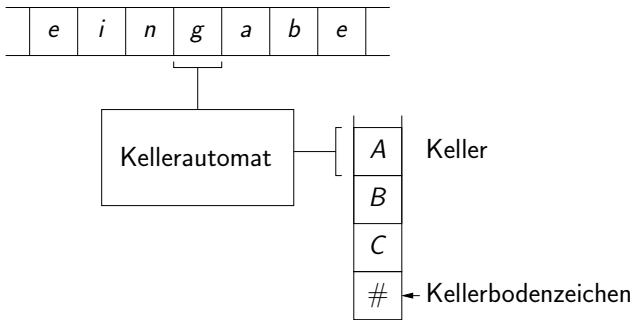 e i n g a b e
Kellerautomat
A Keller
B
C
# Kellerbodenzeichen